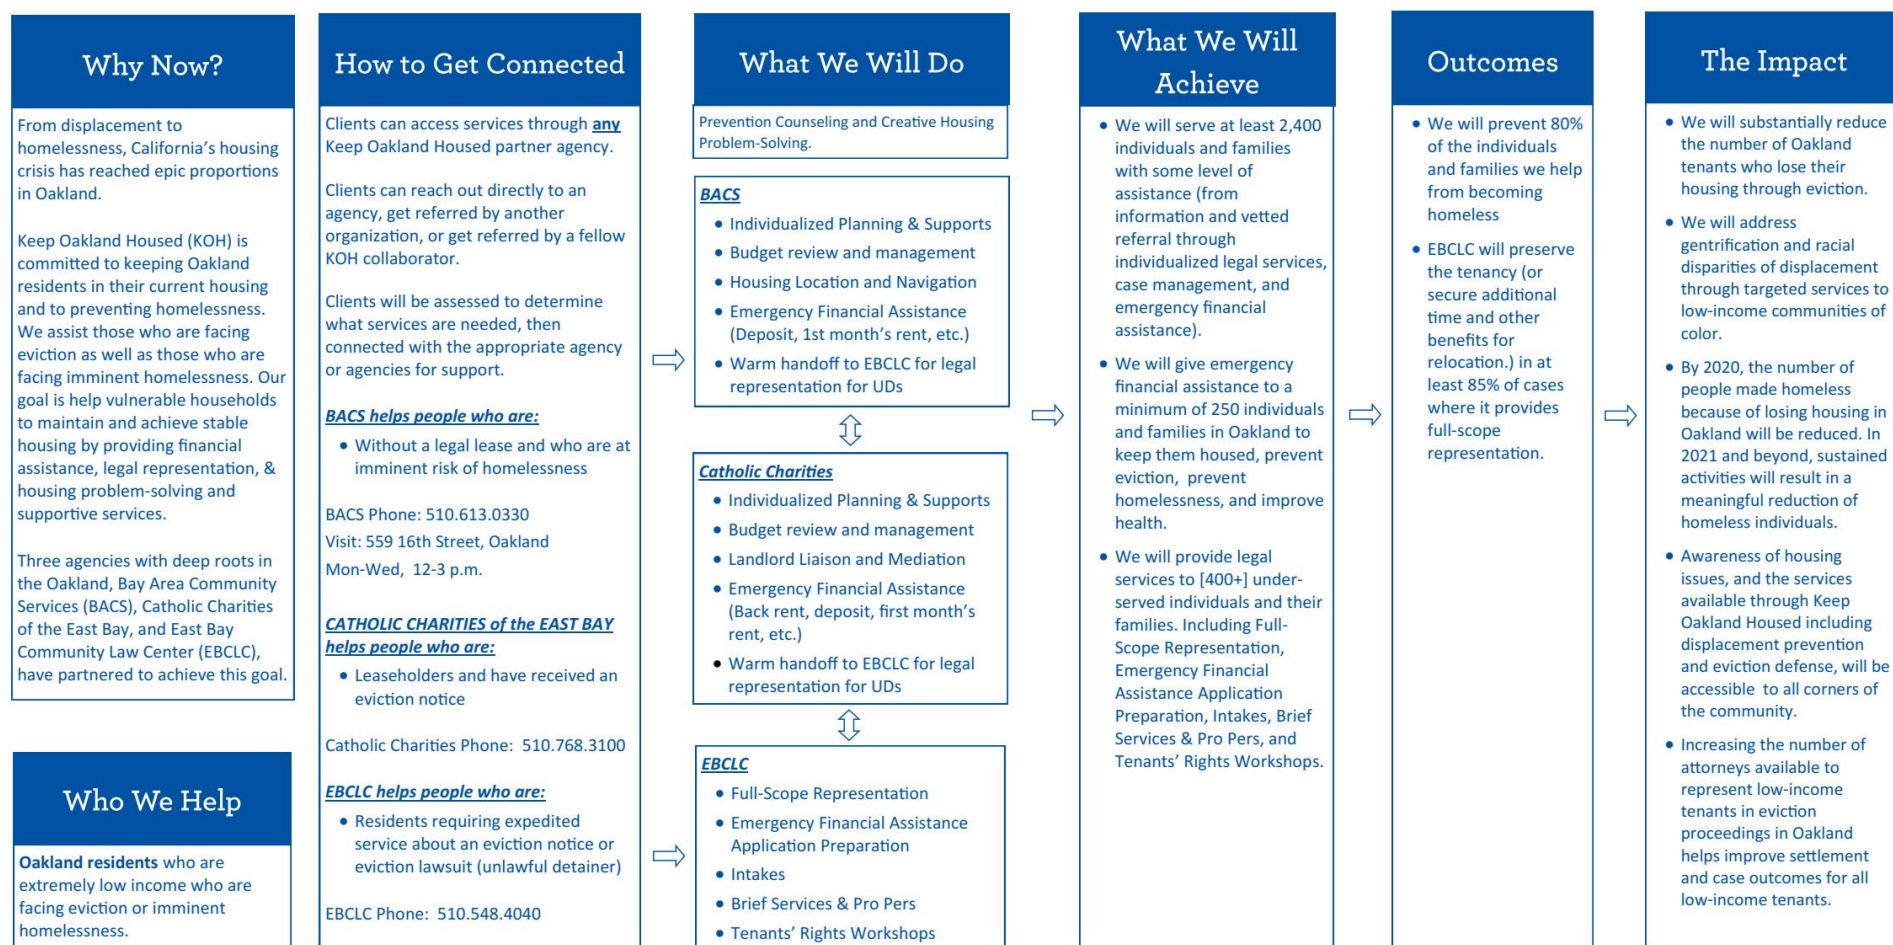 Why Now?
From displacement to
homelessness, California's housing
crisis has reached epic proportions
in Oakland.
Keep Oakland Housed (KOH) is
committed to keeping Oakland
residents in their current housing
and to preventing homelessness.
We assist those who are facing
eviction as well as those who are
facing imminent homelessness. Our
goal is help vulnerable households
to maintain and achieve stable
housing by providing financial
assistance, legal representation, &
housing problem-solving and
supportive services.
Three agencies with deep roots in
the Oakland, Bay Area Community
Services (BACS), Catholic Charities
of the East Bay, and East Bay
Community Law Center (EBCLC),
have partnered to achieve this goal.
Who We Help
Oakland residents who are
extremely low income who are
facing eviction or imminent
homelessness.
How to Get Connected
Clients can access services through any
Keep Oakland Housed partner agency.
Clients can reach out directly to an
agency, get referred by another
organization, or get referred by a fellow
KOH collaborator.
Clients will be assessed to determine
what services are needed, then
connected with the appropriate agency
or agencies for support.
BACS helps people who are:
• Without a legal lease and who are at
imminent risk of homelessness
BACS Phone: 510.613.0330
Visit: 559 16th Street, Oakland
Mon-Wed, 12-3 p.m.
CATHOLIC CHARITIES of the EAST BAY
helps people who are:
• Leaseholders and have received an
eviction notice
Catholic Charities Phone: 510.768.3100
EBCLC helps people who are:
• Residents requiring expedited
service about an eviction notice or
eviction lawsuit (unlawful detainer)
EBCLC Phone: 510.548.4040
What We Will Do
Prevention Counseling and Creative Housing
Problem-Solving.
BACS
• Individualized Planning & Supports
• Budget review and management
• Housing Location and Navigation
• Emergency Financial Assistance
(Deposit, 1st month's rent, etc.)
• Warm handoff to EBCLC for legal
representation for UDs
Catholic Charities
• Individualized Planning & Supports
• Budget review and management
• Landlord Liaison and Mediation
• Emergency Financial Assistance
(Back rent, deposit, first month's
rent, etc.)
• Warm handoff to EBCLC for legal
representation for UDs
EBCLC
• Full-Scope Representation
• Emergency Financial Assistance
Application Preparation
• Intakes
• Brief Services & Pro Pers
• Tenants' Rights Workshops
What We Will
Achieve
• We will serve at least 2,400
individuals and families
with some level of
assistance (from
information and vetted
referral through
individualized legal services,
case management, and
emergency financial
assistance).
• We will give emergency
financial assistance to a
minimum of 250 individuals
and families in Oakland to
keep them housed, prevent
eviction, prevent
homelessness, and improve
health.
• We will provide legal
services to [400+] under-
served individuals and their
families. Including Full-
Scope Representation,
Emergency Financial
Assistance Application
Preparation, Intakes, Brief
Services & Pro Pers, and
Tenants' Rights Workshops.
Outcomes
• We will prevent 80%
of the individuals
and families we help
from becoming
homeless
• EBCLC will preserve
the tenancy (or
secure additional
time and other
benefits for
relocation.) in at
least 85% of cases
where it provides
full-scope
representation.
The Impact
• We will substantially reduce
the number of Oakland
tenants who lose their
housing through eviction.
• We will address
gentrification and racial
disparities of displacement
through targeted services to
low-income communities of
color.
• By 2020, the number of
people made homeless
because of losing housing in
Oakland will be reduced. In
2021 and beyond, sustained
activities will result in a
meaningful reduction of
homeless individuals.
• Awareness of housing
issues, and the services
available through Keep
Oakland Housed including
displacement prevention
and eviction defense, will be
accessible to all corners of
the community.
• Increasing the number of
attorneys available to
represent low-income
tenants in eviction
proceedings in Oakland
helps improve settlement
and case outcomes for all
low-income tenants.